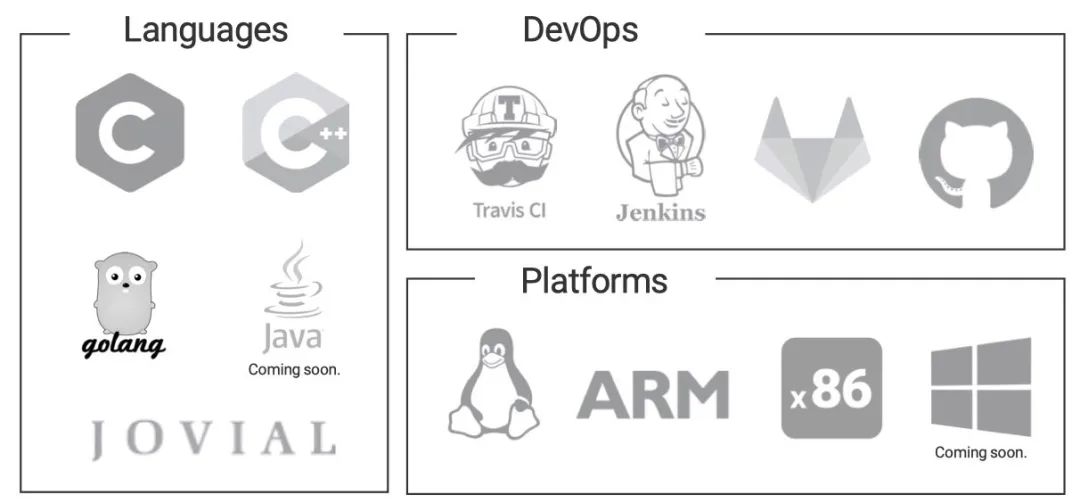 Languages
C
C++
golang
Java
Coming soon.
JOVIAL
DevOps
T
Travis CI
Jenkins
Platforms
ARM
x86
Coming soon.